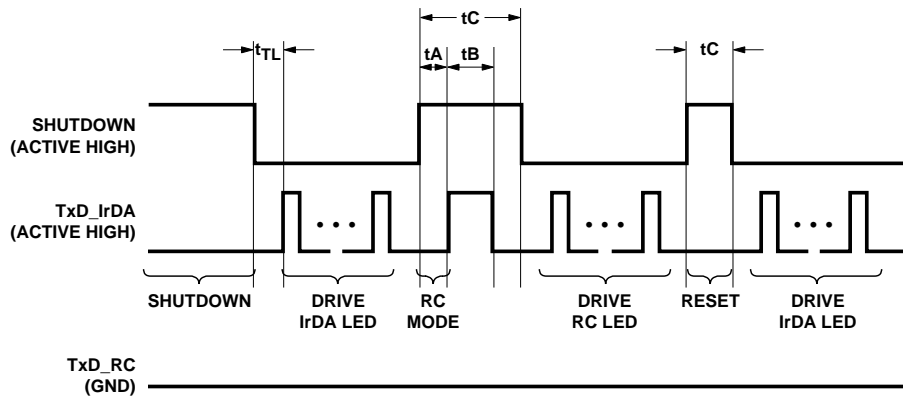 tC
tTL
tA
tB
tC
SHUTDOWN
(ACTIVE HIGH)
TxD_IrDA
(ACTIVE HIGH)
SHUTDOWN
DRIVE
IrDA LED
RC
MODE
DRIVE
RC LED
RESET
DRIVE
IrDA LED
TxD_RC
(GND)